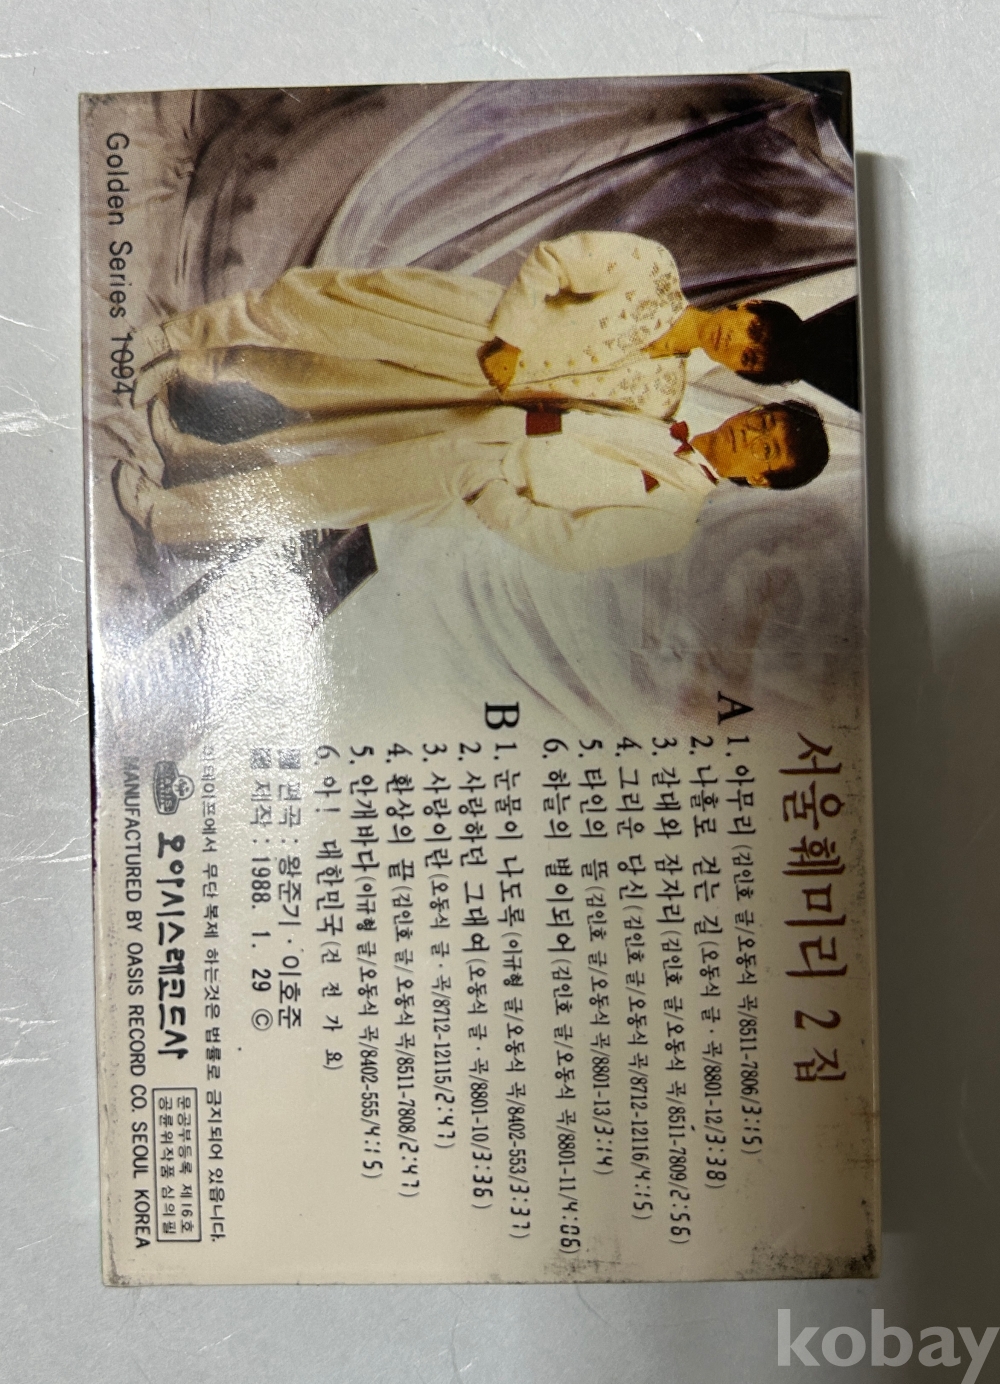 서울훼미리 2집
A 1. 아무리 (김인호 글/오동식 곡/8511-7806/3:15)
2. 나홀로 걷는 길 (오동식 글·곡/8801-12/3:38)
3. 갈대와 잠자리 (김인호 글/오동식 곡/8511-7809/2:56)
4. 그리운 당신 (김인호 글/오동식 곡/8712-12116/4:15)
5. 타인의 뜰 (김인호 글/오동식 곡/8801-13/3:14)
6. 하늘의 별이되어 (김인호 글/오동식 곡/8801-11/4:06)
B 1. 눈물이 나도록 (이규형 글/오동식 곡/8402-553/3:37)
2. 사랑하던 그대여 (오동식 글·곡/8801-10/3:36)
3. 사랑이란 (오동식 글·곡/8712-12115/2:47)
4. 환상의 끝 (김인호 글/오동식 곡/8511-7808/2:47)
5. 안개바다 (이규형 글/오동식 곡/8402-555/4:15)
6. 아! 대한민국 (건전가요)
편곡 : 왕준기·이호준
제작 : 1988. 1. 29 ©
이 테이프에서 무단 복제 하는것은 법률로 금지되어 있읍니다.
오아시스레코드사
문공부등록 제16호
공륜위작품 심의필
MANUFACTURED BY OASIS RECORD CO. SEOUL KOREA
Golden Series 1094
kobay